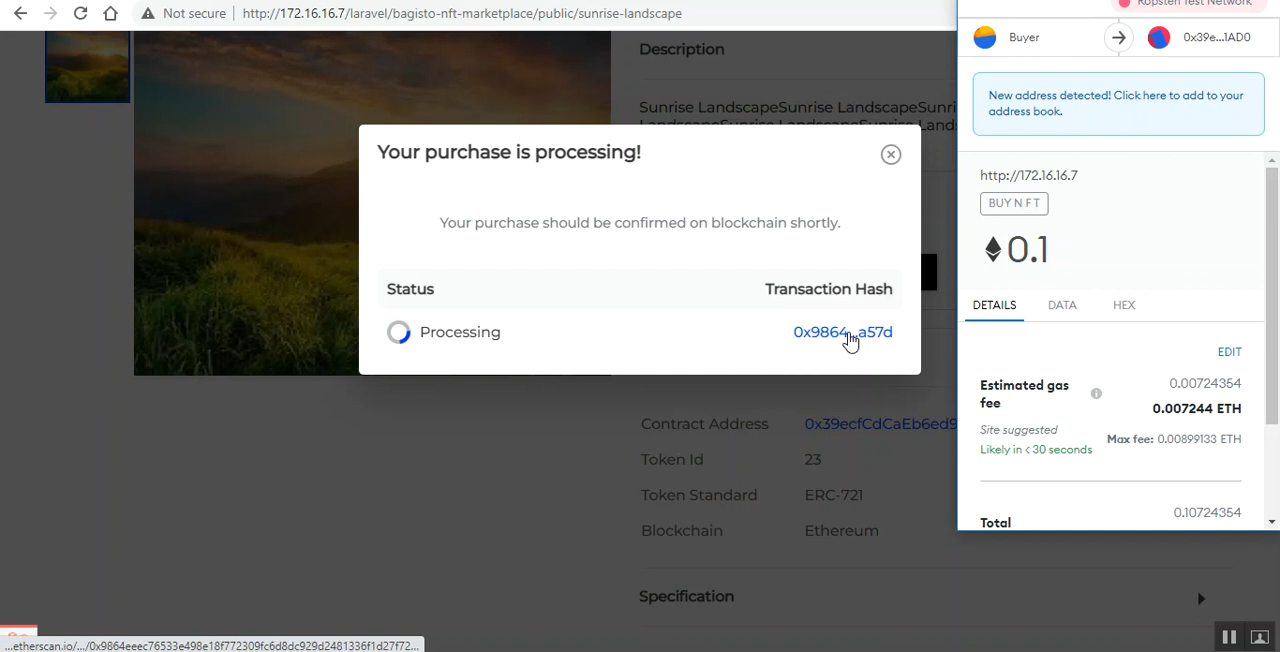 Not secure
http://172.16.16.7/laravel/bagisto-nft-marketplace/public/sunrise-landscape
Description
Sunrise LandscapeSunrise LandscapeSunri
LandscapeSunrise LandscapeSunrise Land
Your purchase is processing!
Your purchase should be confirmed on blockchain shortly.
Status
Transaction Hash
Processing
0x9864...a57d
Contract Address
0x39ecfCdCaEb6ed9
Token Id
23
Token Standard
ERC-721
Blockchain
Ethereum
Specification
...etherscan.io/.../0x9864eeec76533e498e18f772309fc6d8dc929d2481336f1d27f72...
Ropsten Test Network
Buyer
0x39e...1AD0
New address detected! Click here to add to your
address book.
http://172.16.16.7
BUY N F T
0.1
DETAILS
DATA
HEX
EDIT
Estimated gas
fee
0.00724354
0.007244 ETH
Site suggested
Likely in < 30 seconds
Max fee: 0.00899133 ETH
Total
0.10724354